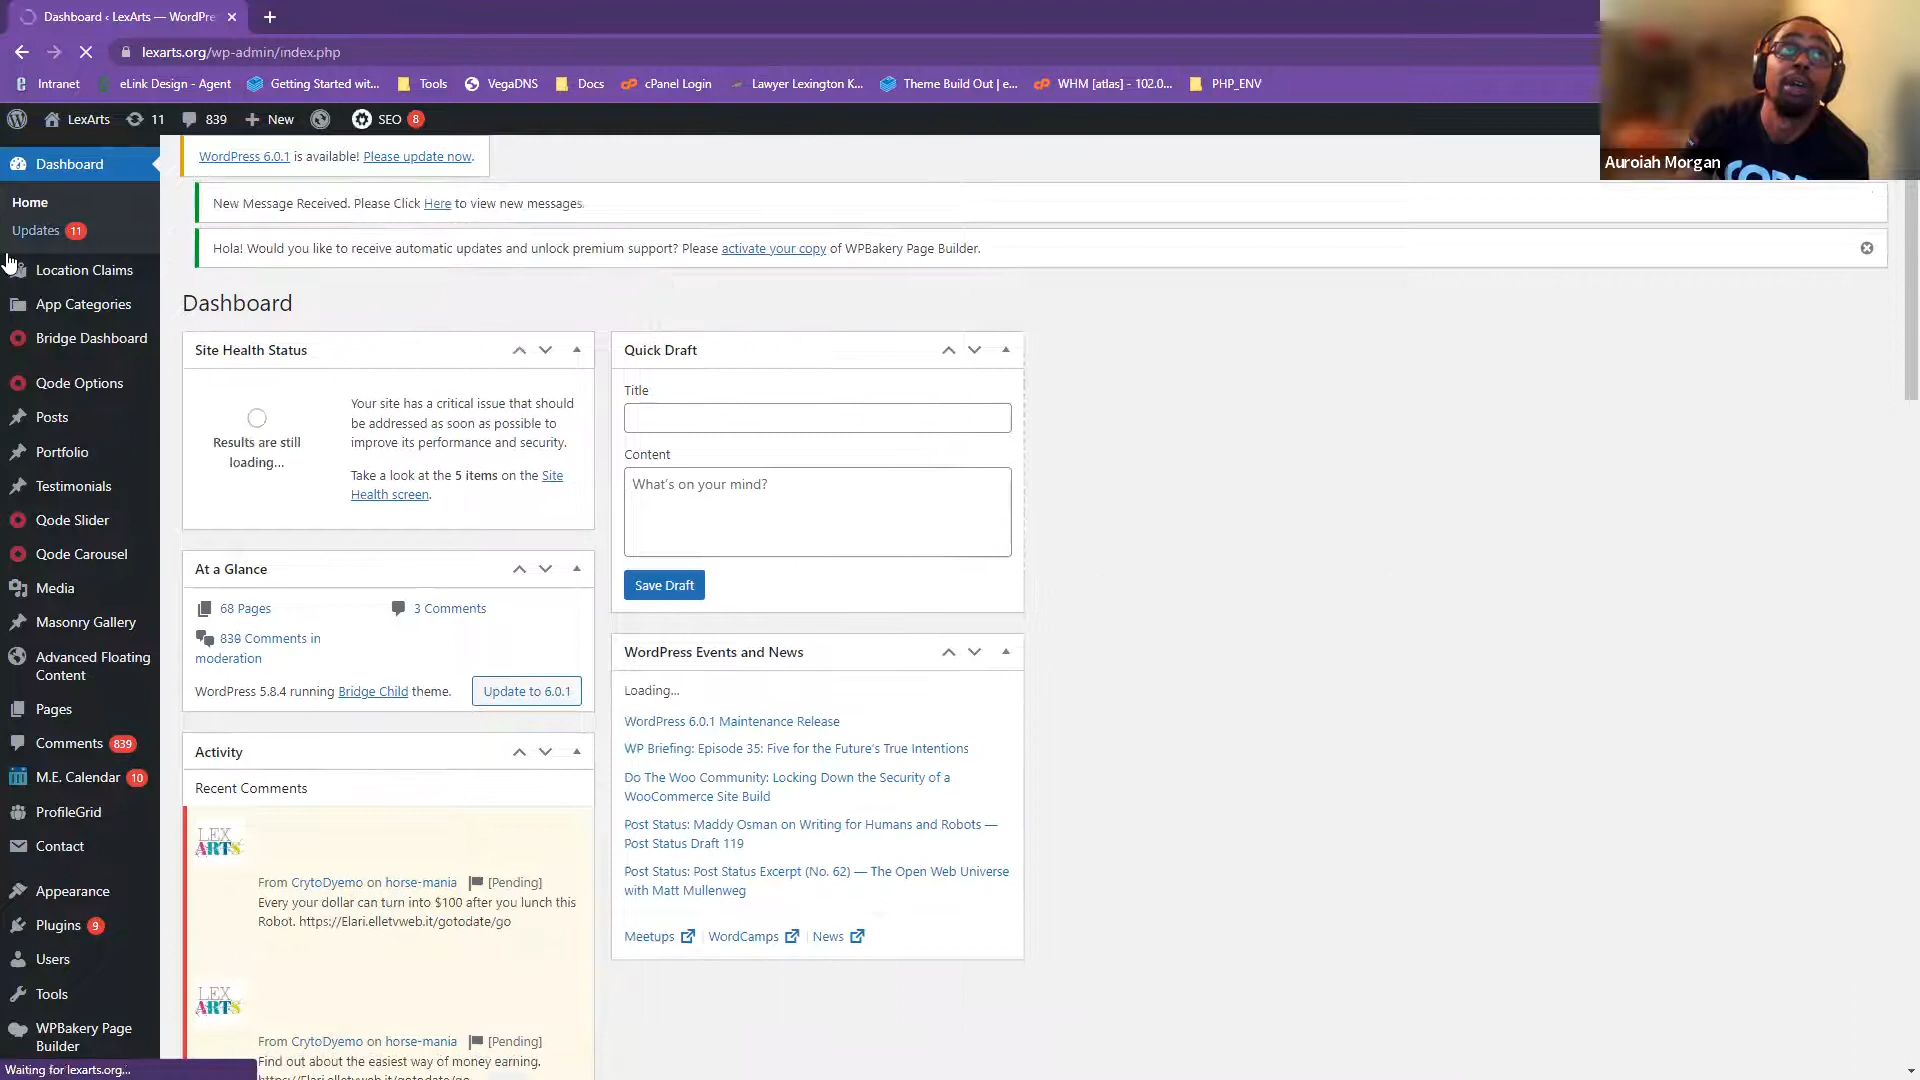 Dashboard ‹ LexArts — WordPre
lexarts.org/wp-admin/index.php
Intranet
eLink Design - Agent
Getting Started wit...
Tools
VegaDNS
Docs
cPanel Login
Lawyer Lexington K...
Theme Build Out | e...
WHM [atlas] - 102.0...
PHP_ENV
LexArts
11
839
New
SEO 8
Auroiah Morgan
Dashboard
Home
Updates 11
Location Claims
App Categories
Bridge Dashboard
Qode Options
Posts
Portfolio
Testimonials
Qode Slider
Qode Carousel
Media
Masonry Gallery
Advanced Floating
Content
Pages
Comments 839
M.E. Calendar 10
ProfileGrid
Contact
Appearance
Plugins 9
Users
Tools
WPBakery Page
Builder
Waiting for lexarts.org...
WordPress 6.0.1 is available! Please update now.
New Message Received. Please Click Here to view new messages.
Hola! Would you like to receive automatic updates and unlock premium support? Please activate your copy of WPBakery Page Builder.
Dashboard
Site Health Status
Results are still
loading...
Your site has a critical issue that should
be addressed as soon as possible to
improve its performance and security.
Take a look at the 5 items on the Site
Health screen.
At a Glance
68 Pages
3 Comments
839 Comments in
moderation
WordPress 5.8.4 running Bridge Child theme.
Update to 6.0.1
Activity
Recent Comments
LEX
ARTS
From CrytoDyemo on horse-mania [Pending]
Every your dollar can turn into $100 after you lunch this
Robot. https://Elari.elletvweb.it/gotodate/go
LEX
ARTS
From CrytoDyemo on horse-mania [Pending]
Find out about the easiest way of money earning.
https://Elari.elletvweb.it/gotodate/go
Quick Draft
Title
Content
What's on your mind?
Save Draft
WordPress Events and News
Loading...
WordPress 6.0.1 Maintenance Release
WP Briefing: Episode 35: Five for the Future's True Intentions
Do The Woo Community: Locking Down the Security of a
WooCommerce Site Build
Post Status: Maddy Osman on Writing for Humans and Robots —
Post Status Draft 119
Post Status: Post Status Excerpt (No. 62) — The Open Web Universe
with Matt Mullenweg
Meetups
WordCamps
News